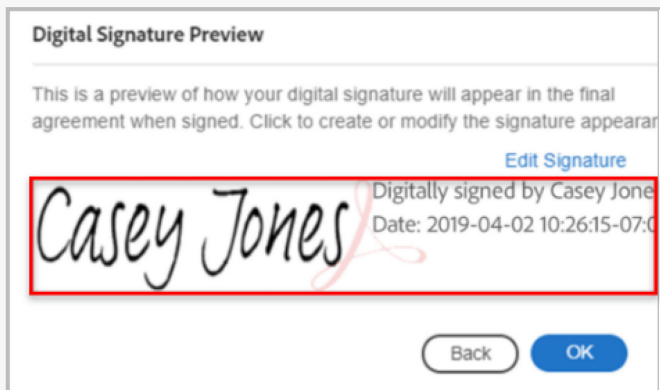 Digital Signature Preview
This is a preview of how your digital signature will appear in the final
agreement when signed. Click to create or modify the signature appearar
Edit Signature
Casey Jones
Digitally signed by Casey Jone
Date: 2019-04-02 10:26:15-07:0
Back
OK